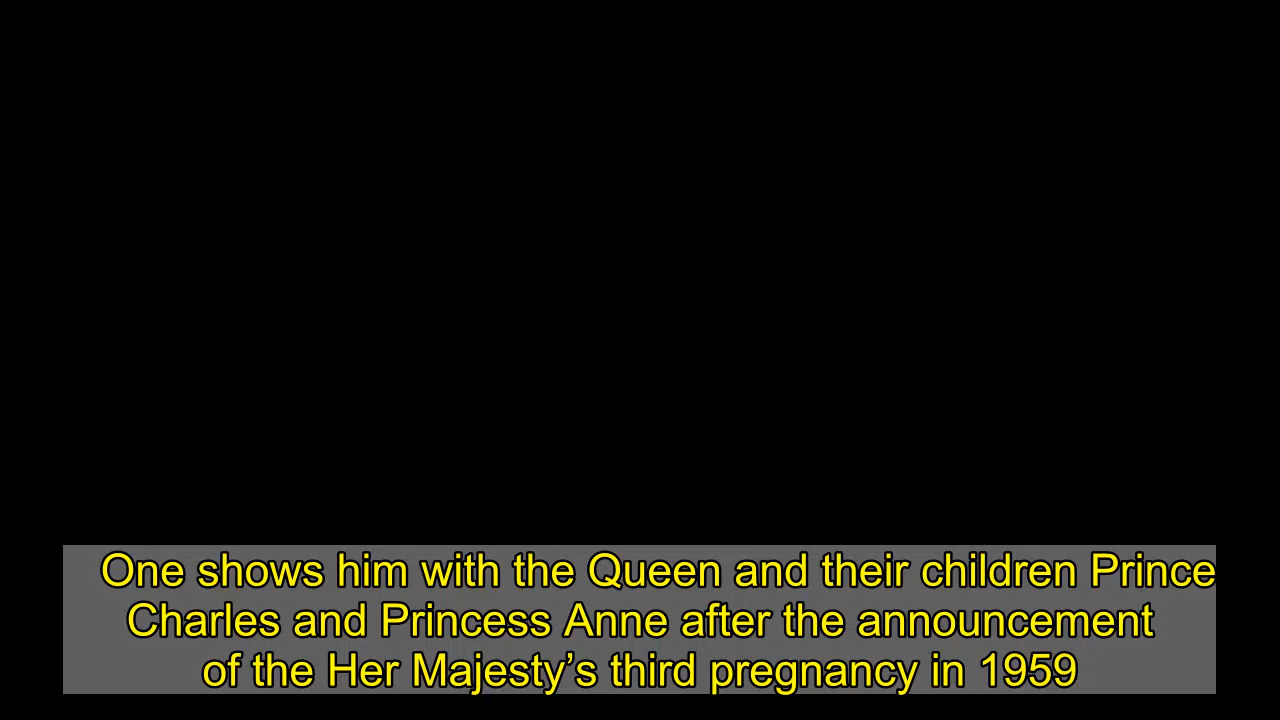 One shows him with the Queen and their children Prince
Charles and Princess Anne after the announcement
of the Her Majesty’s third pregnancy in 1959